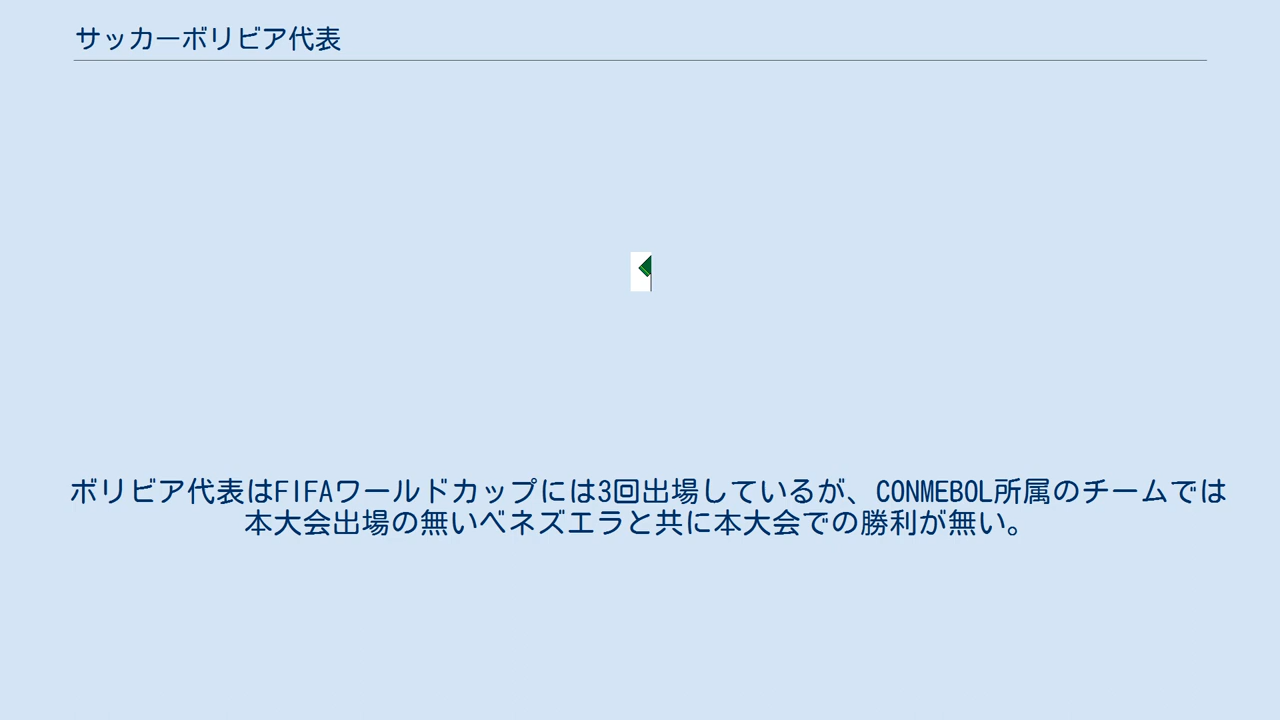 サッカーボリビア代表
ボリビア代表はFIFAワールドカップには3回出場しているが、CONMEBOL所属のチームでは
本大会出場の無いベネズエラと共に本大会での勝利が無い。